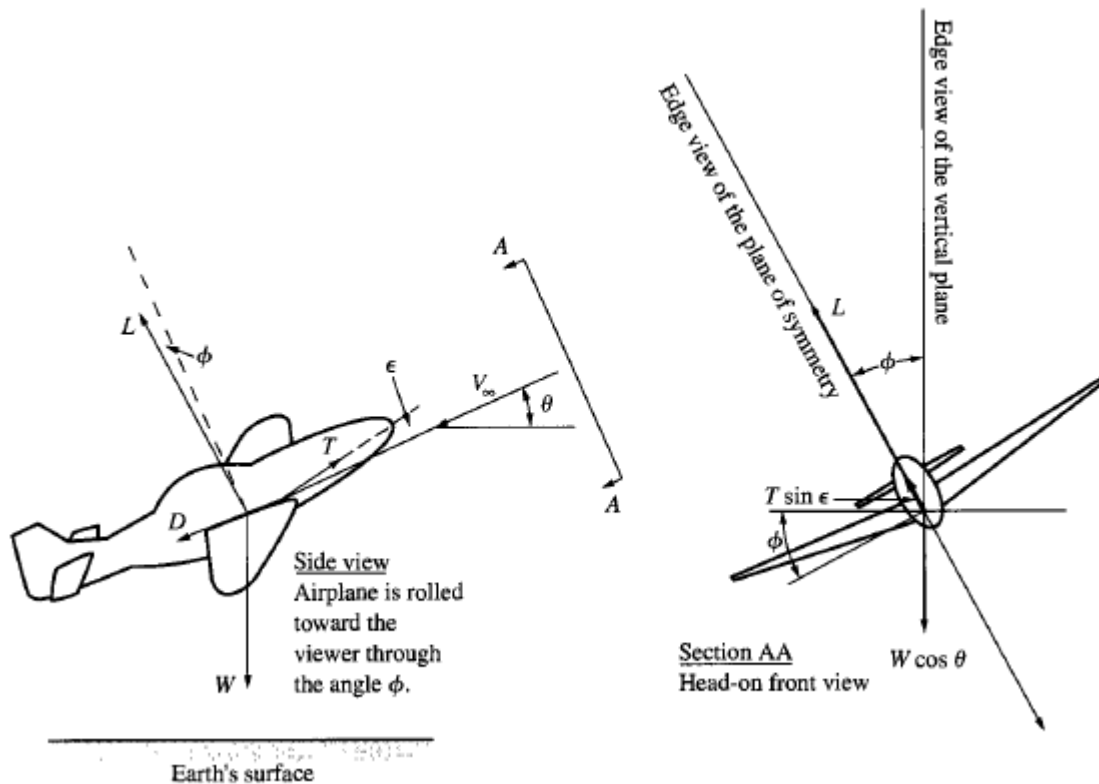 L
ϕ
D
T
ϵ
V∞
θ
A
A
W
Side view
Airplane is rolled
toward the
viewer through
the angle ϕ.
Earth's surface
Edge view of the plane of symmetry
Edge view of the vertical plane
L
ϕ
T sin ϵ
ϕ
W cos θ
Section AA
Head-on front view